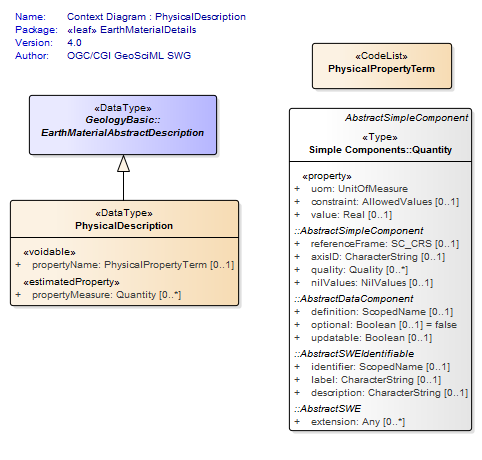 Name: Context Diagram : PhysicalDescription
Package: «leaf» EarthMaterialDetails
Version: 4.0
Author: OGC/CGI GeoSciML SWG
«CodeList»
PhysicalPropertyTerm
«DataType»
GeologyBasic::
EarthMaterialAbstractDescription
«DataType»
PhysicalDescription
«voidable»
+ propertyName: PhysicalPropertyTerm [0..1]
«estimatedProperty»
+ propertyMeasure: Quantity [0..*]
AbstractSimpleComponent
«Type»
Simple Components::Quantity
«property»
+ uom: UnitOfMeasure
+ constraint: AllowedValues [0..1]
+ value: Real [0..1]
::AbstractSimpleComponent
+ referenceFrame: SC_CRS [0..1]
+ axisID: CharacterString [0..1]
+ quality: Quality [0..*]
+ nilValues: NilValues [0..1]
::AbstractDataComponent
+ definition: ScopedName [0..1]
+ optional: Boolean [0..1] = false
+ updatable: Boolean [0..1]
::AbstractSWEIdentifiable
+ identifier: ScopedName [0..1]
+ label: CharacterString [0..1]
+ description: CharacterString [0..1]
::AbstractSWE
+ extension: Any [0..*]